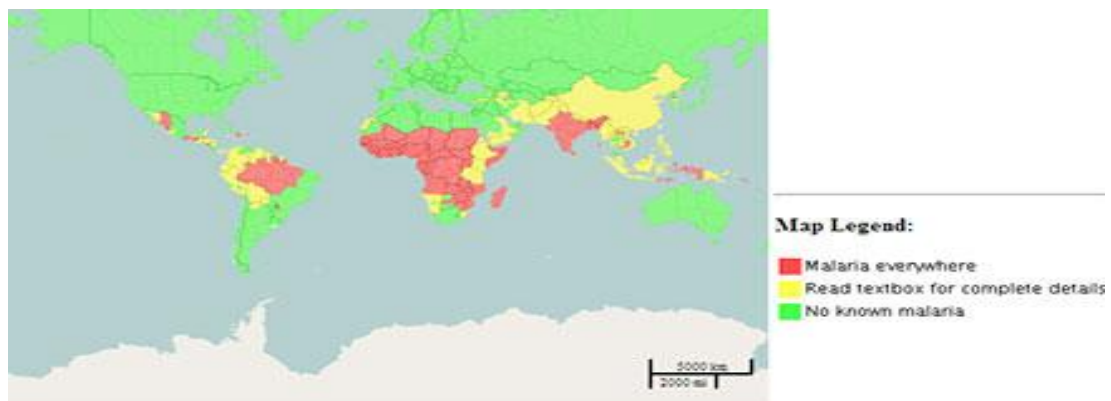 Map Legend:
Malaria everywhere
Read textbox for complete details
No known malaria
5000 km
2000 mi